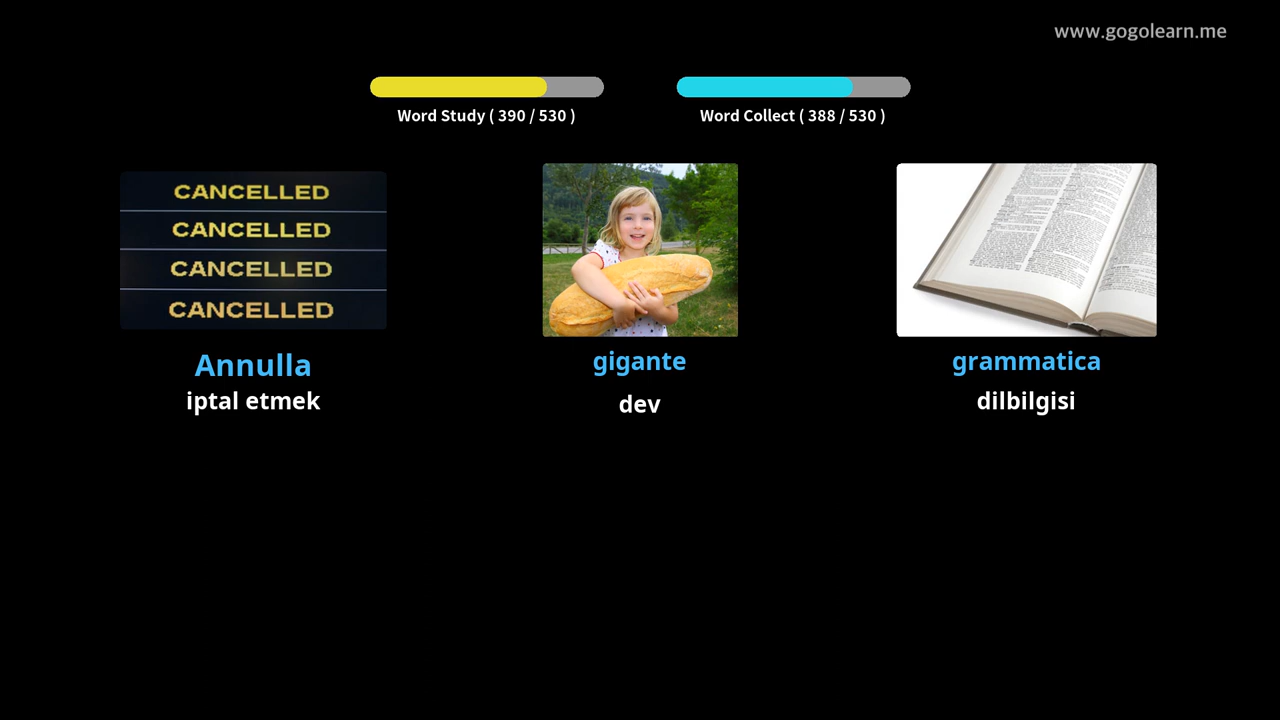 www.gogolearn.me
Word Study ( 390 / 530 )
Word Collect ( 388 / 530 )
CANCELLED
CANCELLED
CANCELLED
CANCELLED
Annulla
iptal etmek
gigante
dev
grammatica
dilbilgisi